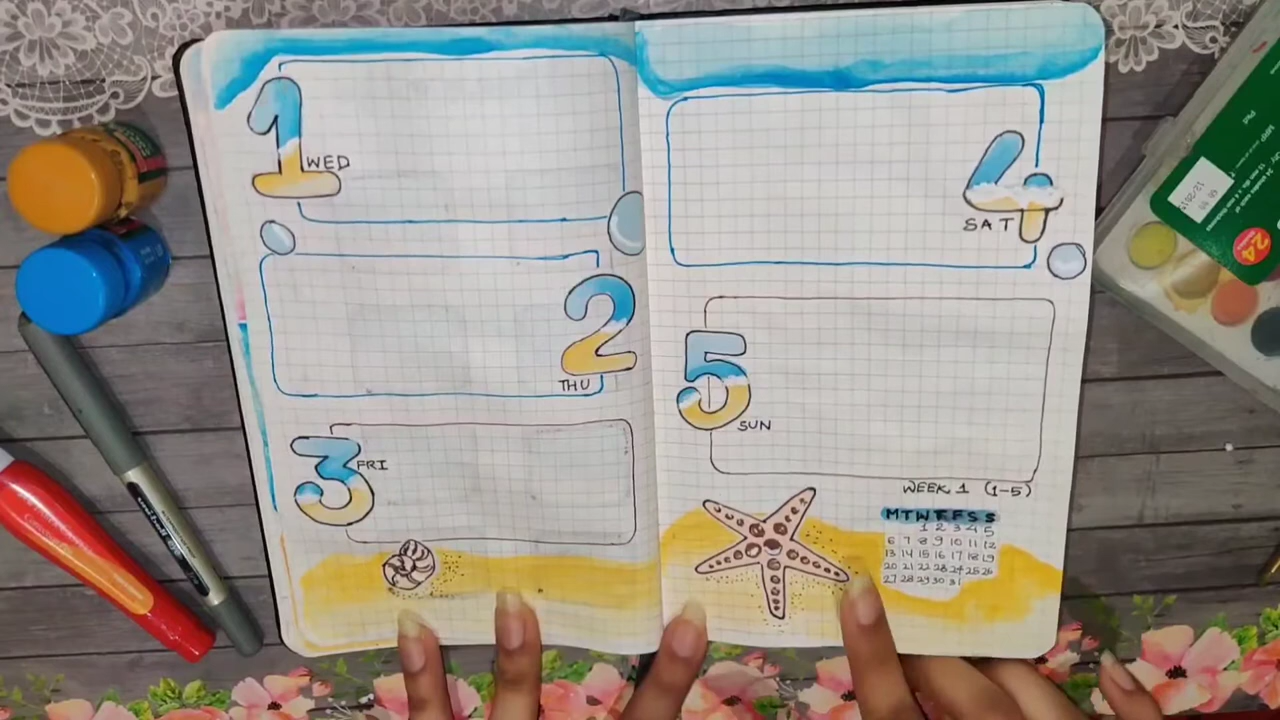 1
WED
2
THU
3
FRI
4
SAT
5
SUN
WEEK 1 (1-5)
M T W T F S S
1 2 3 4 5
6 7 8 9 10 11 12
13 14 15 16 17 18 19
20 21 22 23 24 25 26
27 28 29 30 31
24